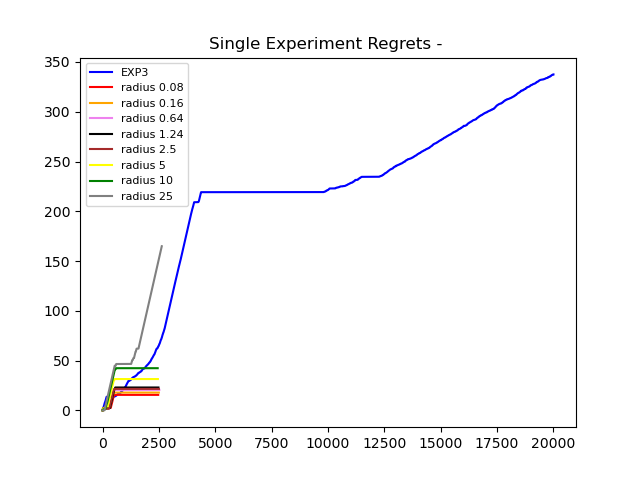 Single Experiment Regrets -
350
300
250
200
150
100
50
0
EXP3
radius 0.08
radius 0.16
radius 0.64
radius 1.24
radius 2.5
radius 5
radius 10
radius 25
0 2500 5000 7500 10000 12500 15000 17500 20000